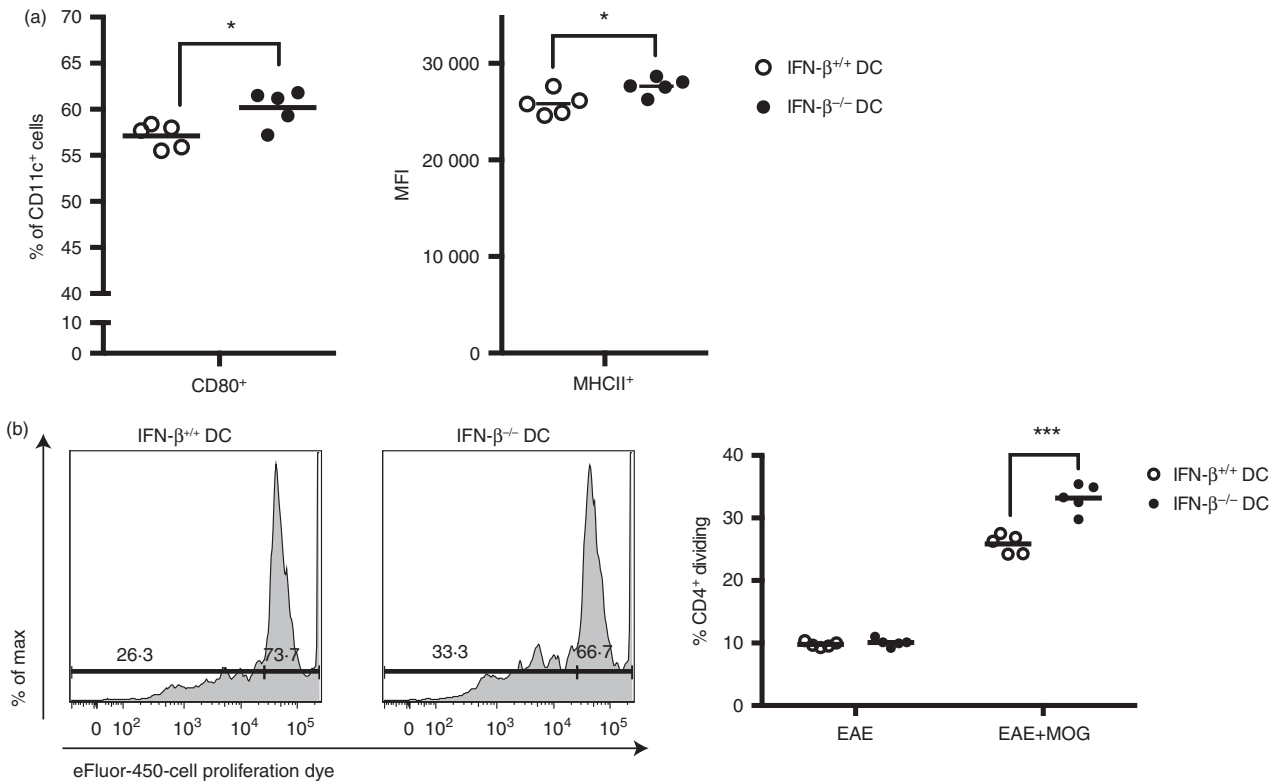 (a)
70
65
60
55
50
45
40
10
0
% of CD11c⁺ cells
*
CD80⁺
30 000
20 000
10 000
0
MFI
*
MHCII⁺
IFN-β⁺/⁺ DC
IFN-β⁻/⁻ DC
(b)
% of max
IFN-β⁺/⁺ DC
26·3
73·7
0 10² 10³ 10⁴ 10⁵
IFN-β⁻/⁻ DC
33·3
66·7
0 10² 10³ 10⁴ 10⁵
eFluor-450-cell proliferation dye
40
30
20
10
0
% CD4⁺ dividing
***
EAE
EAE+MOG
IFN-β⁺/⁺ DC
IFN-β⁻/⁻ DC